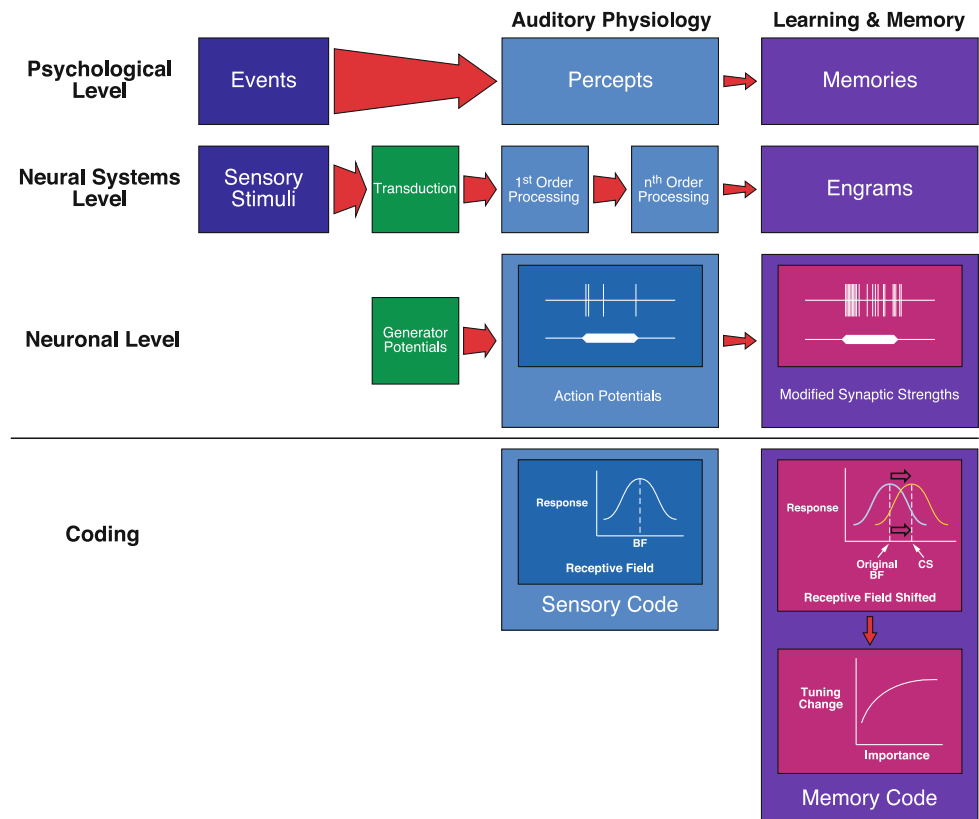 Auditory Physiology
Learning & Memory
Psychological
Level
Events
Percepts
Memories
Neural Systems
Level
Sensory
Stimuli
Transduction
1st Order
Processing
nth Order
Processing
Engrams
Neuronal Level
Generator
Potentials
Action Potentials
Modified Synaptic Strengths
Coding
Response
BF
Receptive Field
Sensory Code
Response
Original
BF
CS
Receptive Field Shifted
Tuning
Change
Importance
Memory Code